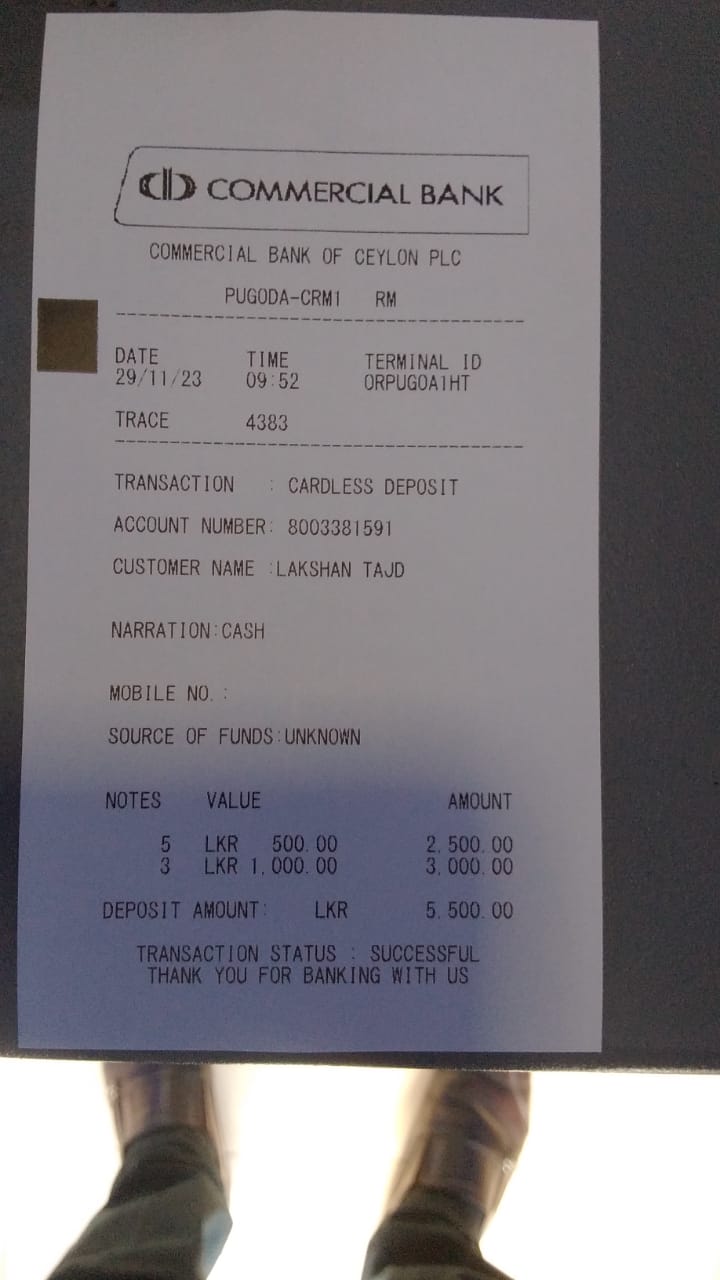 COMMERCIAL BANK
COMMERCIAL BANK OF CEYLON PLC
PUGODA-CRM1 RM
DATE TIME TERMINAL ID
29/11/23 09:52 ORPUGOA1HT
TRACE 4383
TRANSACTION : CARDLESS DEPOSIT
ACCOUNT NUMBER: 8003381591
CUSTOMER NAME :LAKSHAN TAJD
NARRATION:CASH
MOBILE NO. :
SOURCE OF FUNDS:UNKNOWN
NOTES VALUE AMOUNT
5 LKR 500.00 2,500.00
3 LKR 1,000.00 3,000.00
DEPOSIT AMOUNT: LKR 5,500.00
TRANSACTION STATUS : SUCCESSFUL
THANK YOU FOR BANKING WITH US